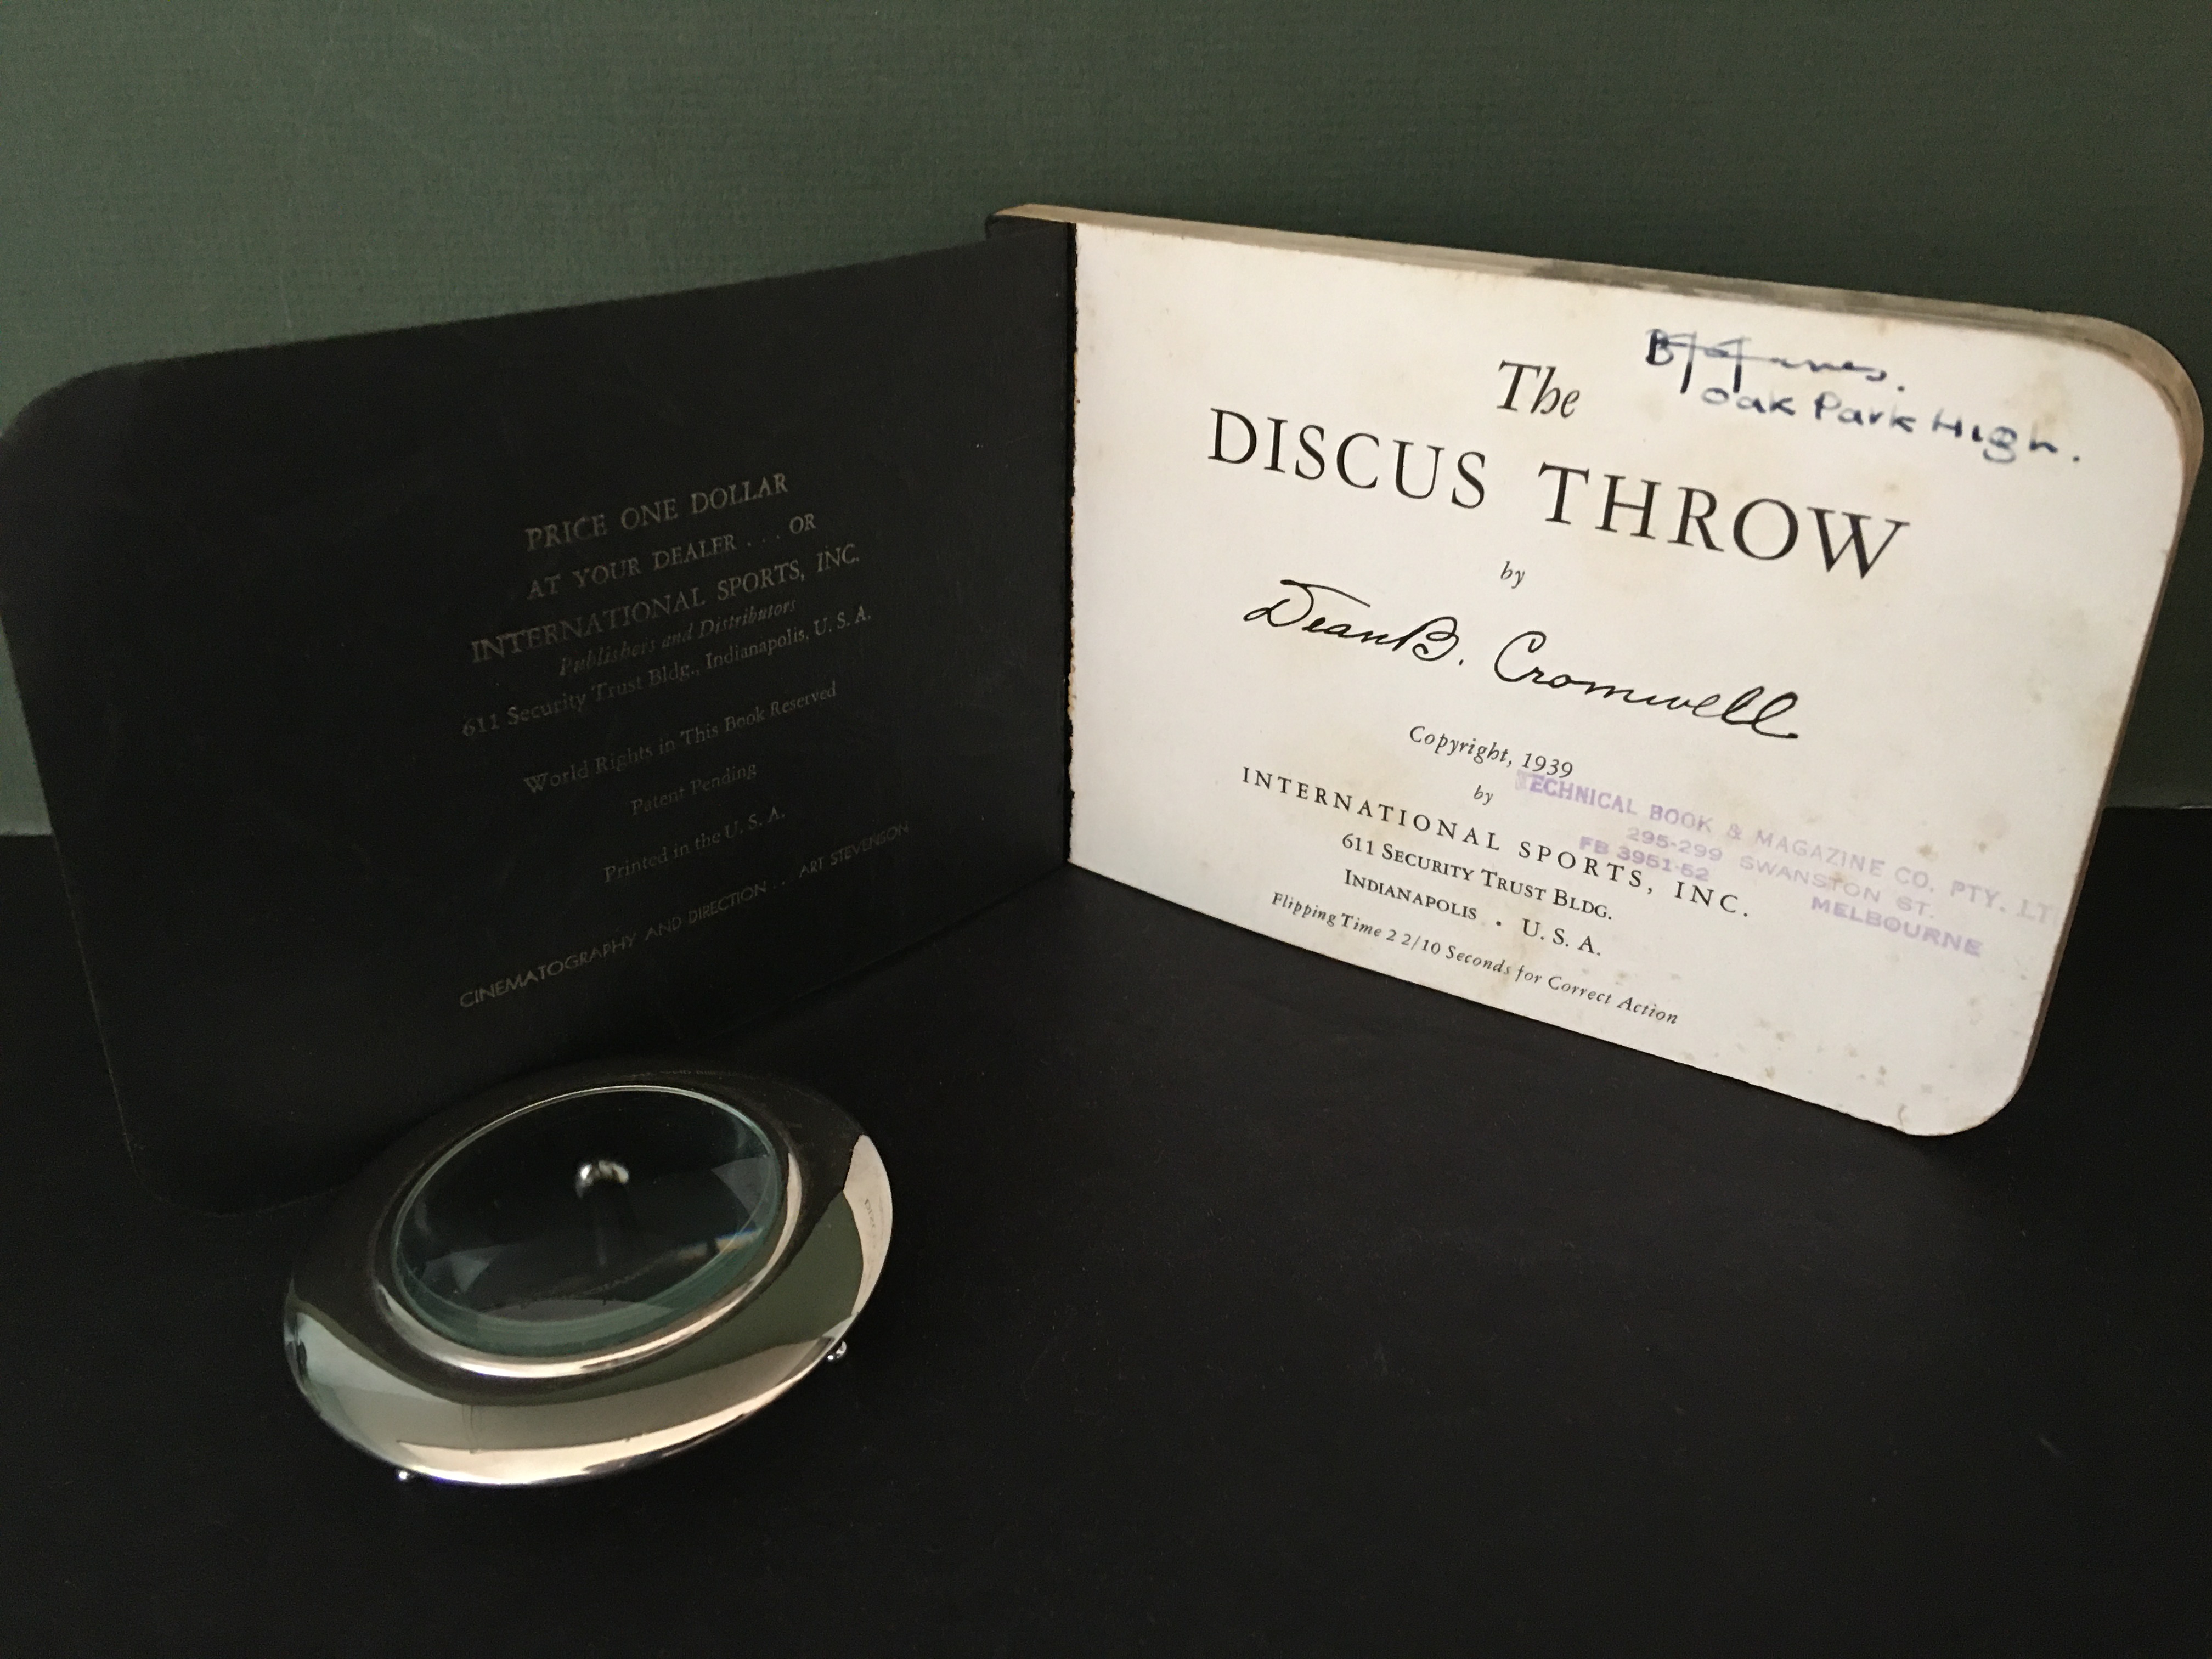 PRICE ONE DOLLAR
AT YOUR DEALER . . . OR
INTERNATIONAL SPORTS, INC.
Publishers and Distributors
611 Security Trust Bldg., Indianapolis, U. S. A.
World Rights in This Book Reserved
Patent Pending
Printed in the U. S. A.
CINEMATOGRAPHY AND DIRECTION . . ART STEVENSON
Oak Park High.
The
DISCUS THROW
by
Dean B. Cromwell
Copyright, 1939
by
INTERNATIONAL SPORTS, INC.
611 SECURITY TRUST BLDG.
INDIANAPOLIS • U. S. A.
Flipping Time 2 2/10 Seconds for Correct Action
TECHNICAL BOOK & MAGAZINE CO. PTY. LT
295-299 SWANSTON ST.
FB 3951-52
MELBOURNE